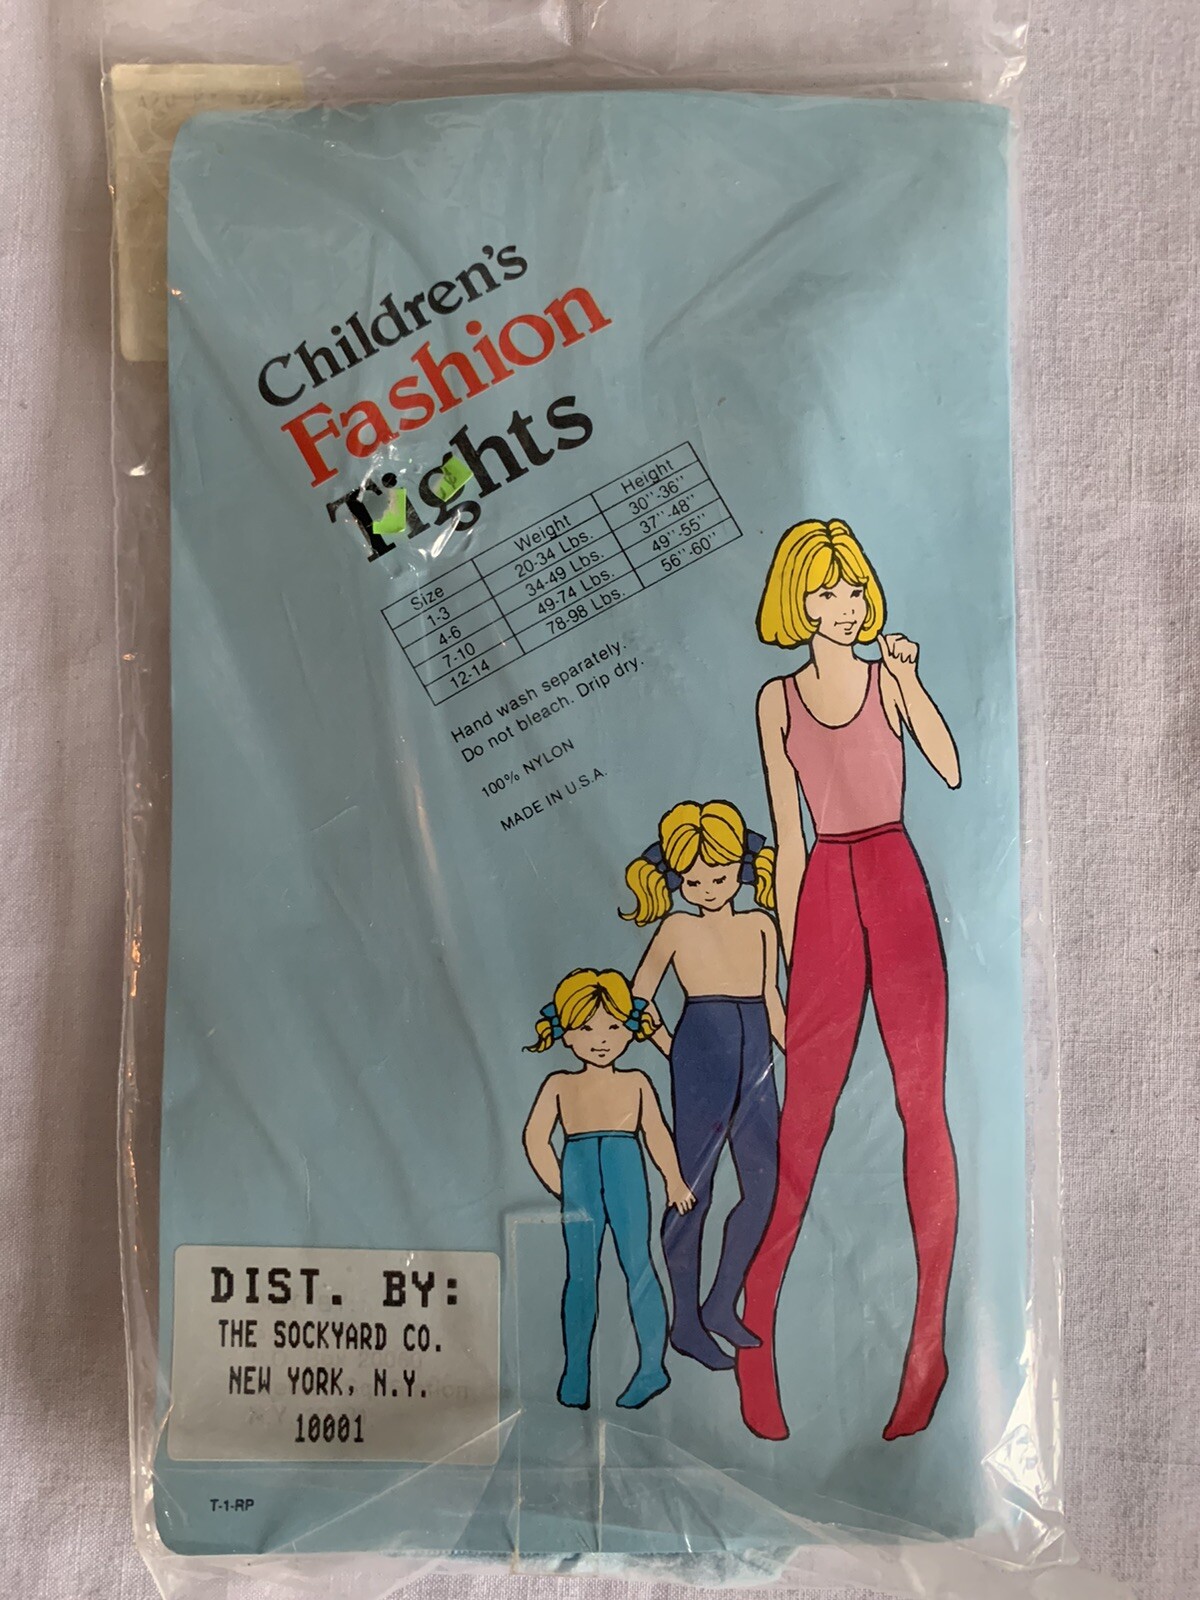 Children's
Fashion
Tights
Size Weight Height
1-3 20-34 Lbs. 30"-36"
4-6 34-49 Lbs. 37"-48"
7-10 49-74 Lbs. 49"-55"
12-14 78-98 Lbs. 56"-60"
Hand wash separately.
Do not bleach. Drip dry.
100% NYLON
MADE IN U.S.A.
DIST. BY:
THE SOCKYARD CO.
NEW YORK, N.Y.
10001
T-1-RP